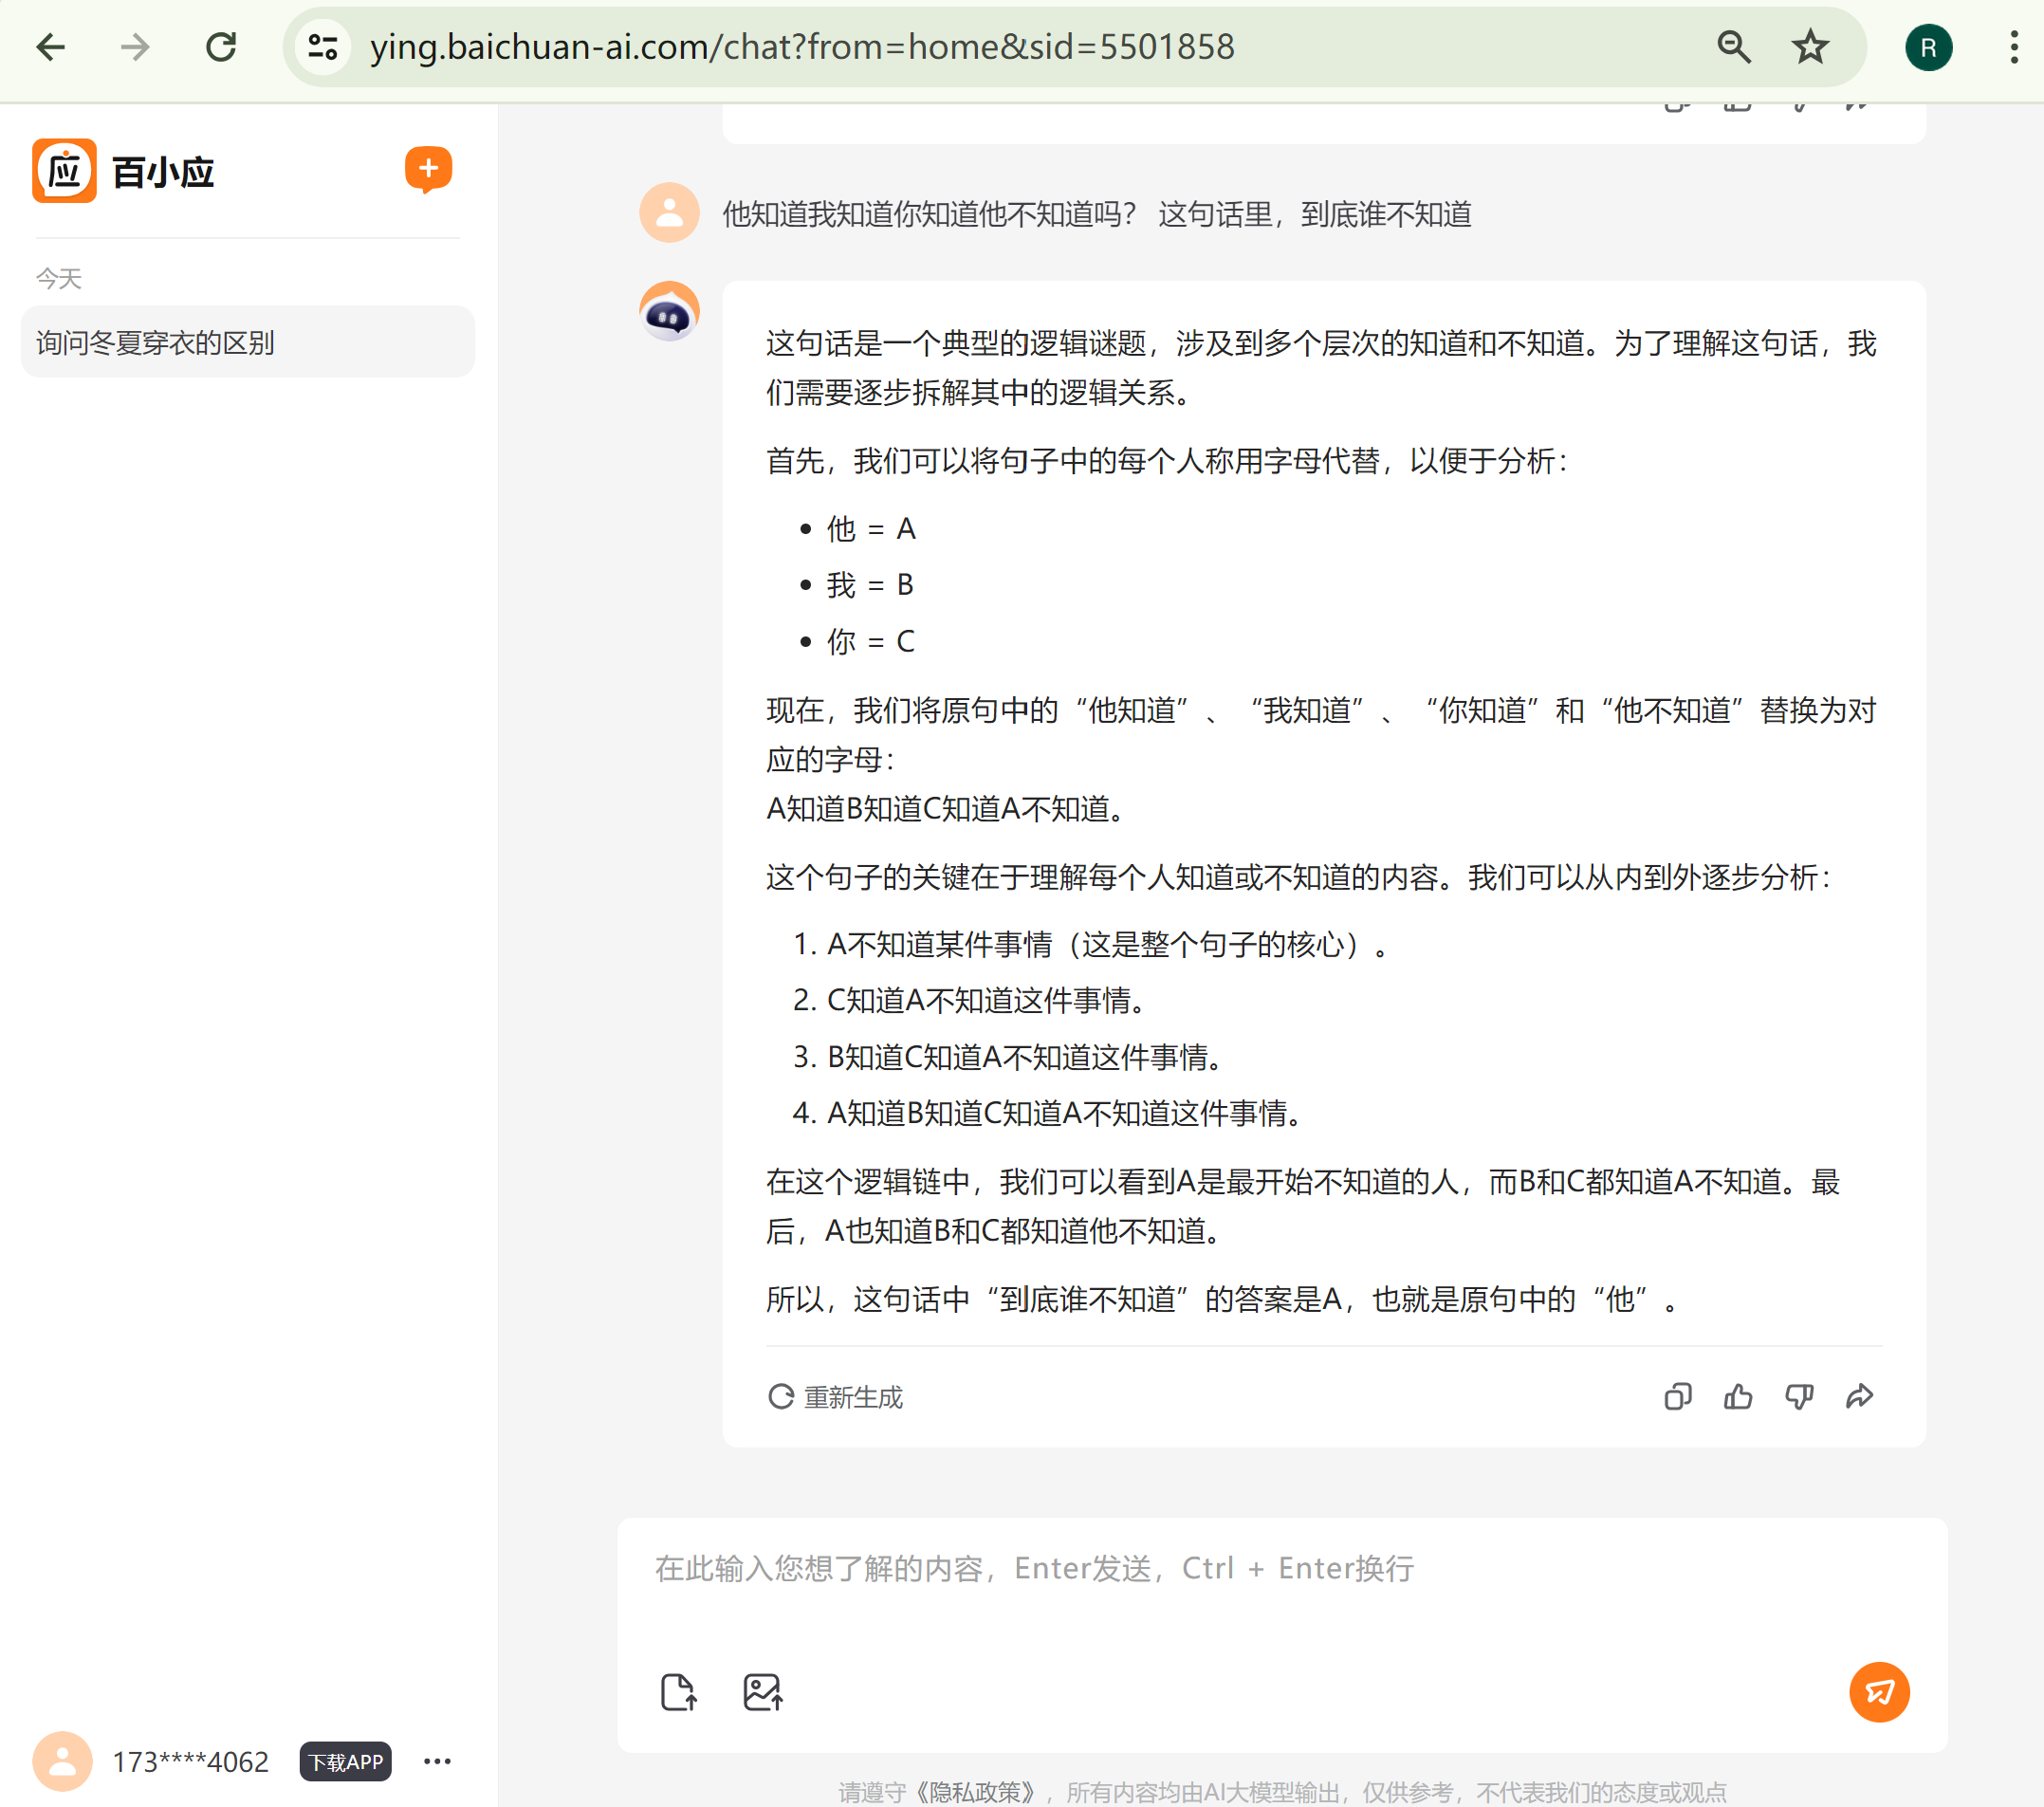 ying.baichuan-ai.com/chat?from=home&sid=5501858
R
应
百小应
今天
询问冬夏穿衣的区别
他知道我知道你知道他不知道吗？ 这句话里，到底谁不知道
这句话是一个典型的逻辑谜题，涉及到多个层次的知道和不知道。为了理解这句话，我
们需要逐步拆解其中的逻辑关系。
首先，我们可以将句子中的每个人称用字母代替，以便于分析：
• 他 = A
• 我 = B
• 你 = C
现在，我们将原句中的“他知道”、“我知道”、“你知道”和“他不知道”替换为对
应的字母：
A知道B知道C知道A不知道。
这个句子的关键在于理解每个人知道或不知道的内容。我们可以从内到外逐步分析：
1. A不知道某件事情（这是整个句子的核心）。
2. C知道A不知道这件事情。
3. B知道C知道A不知道这件事情。
4. A知道B知道C知道A不知道这件事情。
在这个逻辑链中，我们可以看到A是最开始不知道的人，而B和C都知道A不知道。最
后，A也知道B和C都知道他不知道。
所以，这句话中“到底谁不知道”的答案是A，也就是原句中的“他”。
重新生成
在此输入您想了解的内容，Enter发送，Ctrl + Enter换行
173****4062
下载APP
请遵守《隐私政策》，所有内容均由AI大模型输出，仅供参考，不代表我们的态度或观点